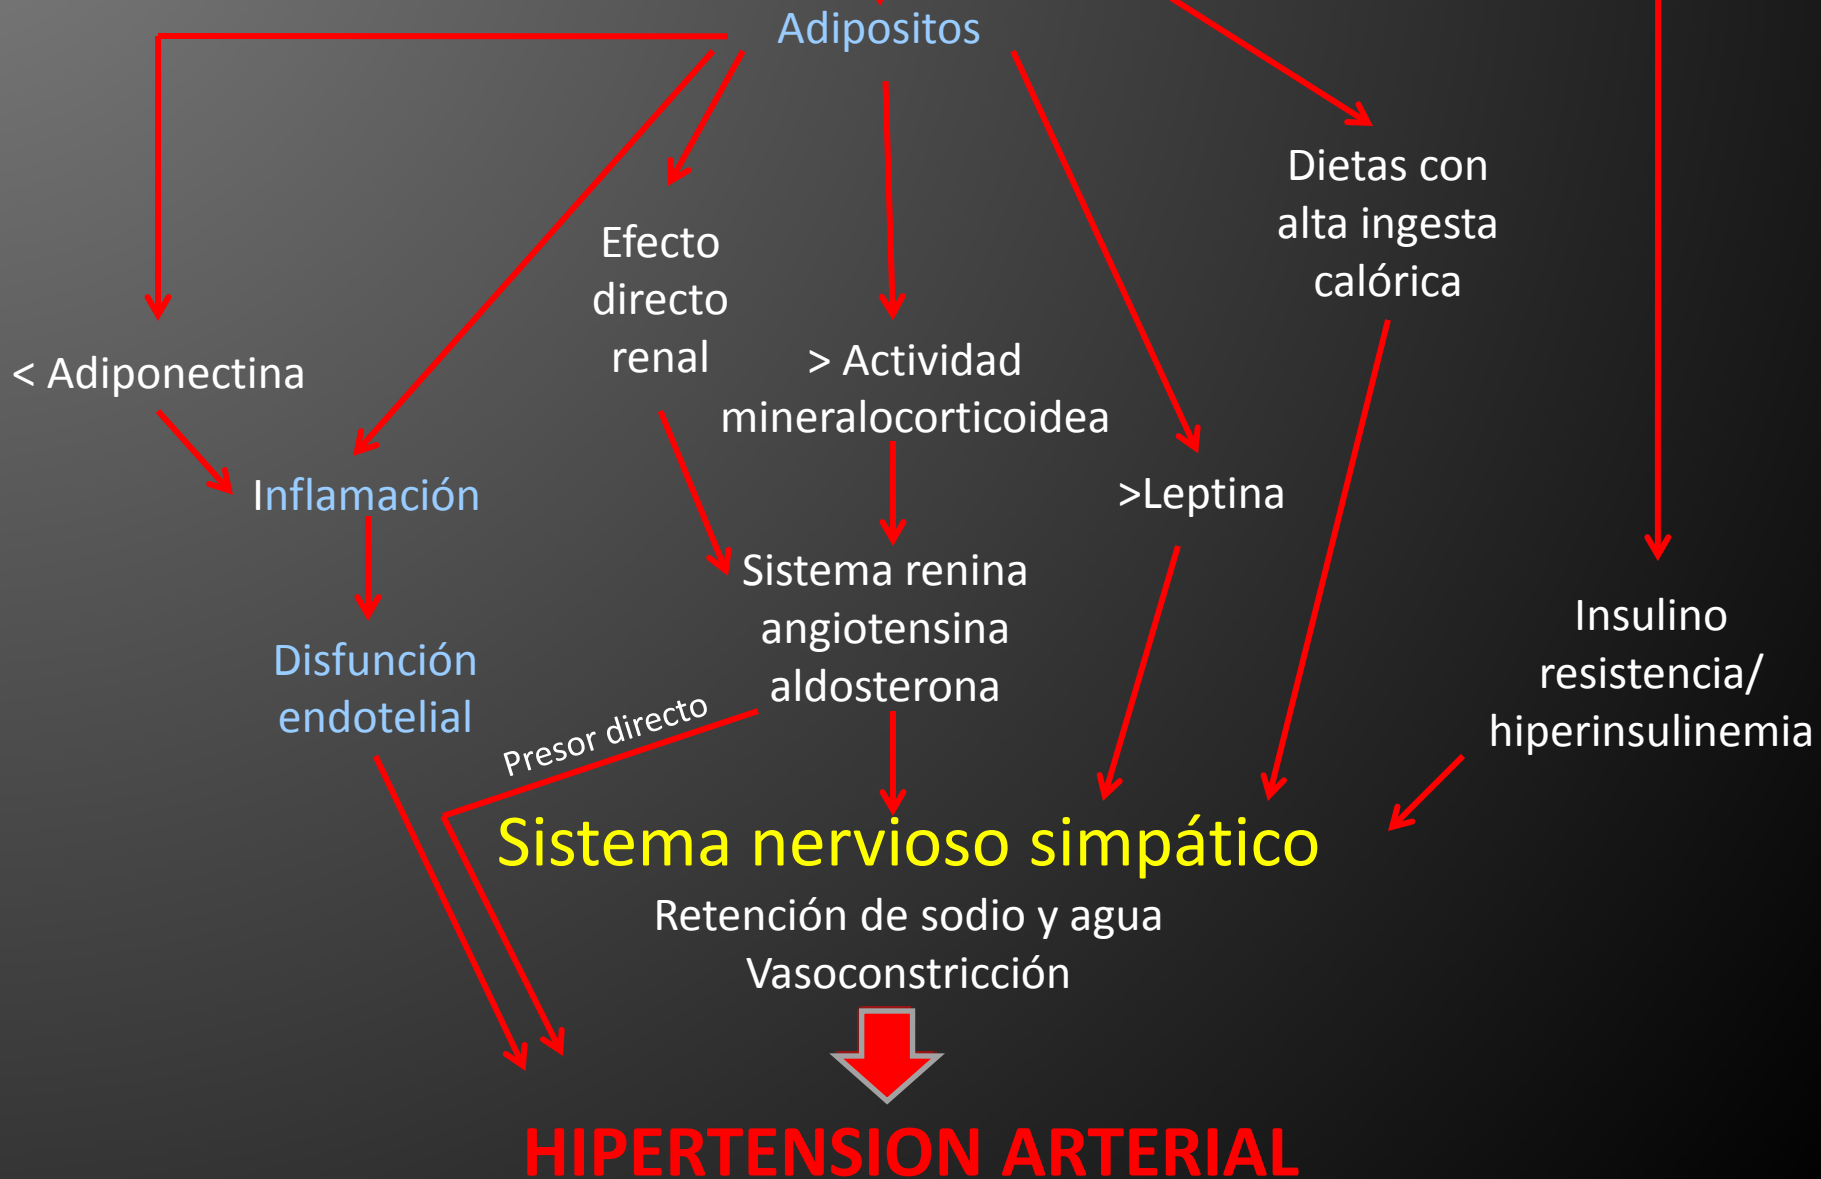 Adipositos
Dietas con
alta ingesta
calórica
Efecto
directo
renal
< Adiponectina
> Actividad
mineralocorticoidea
Inflamación
>Leptina
Sistema renina
angiotensina
aldosterona
Insulino
resistencia/
hiperinsulinemia
Disfunción
endotelial
Presor directo
Sistema nervioso simpático
Retención de sodio y agua
Vasoconstricción
HIPERTENSION ARTERIAL